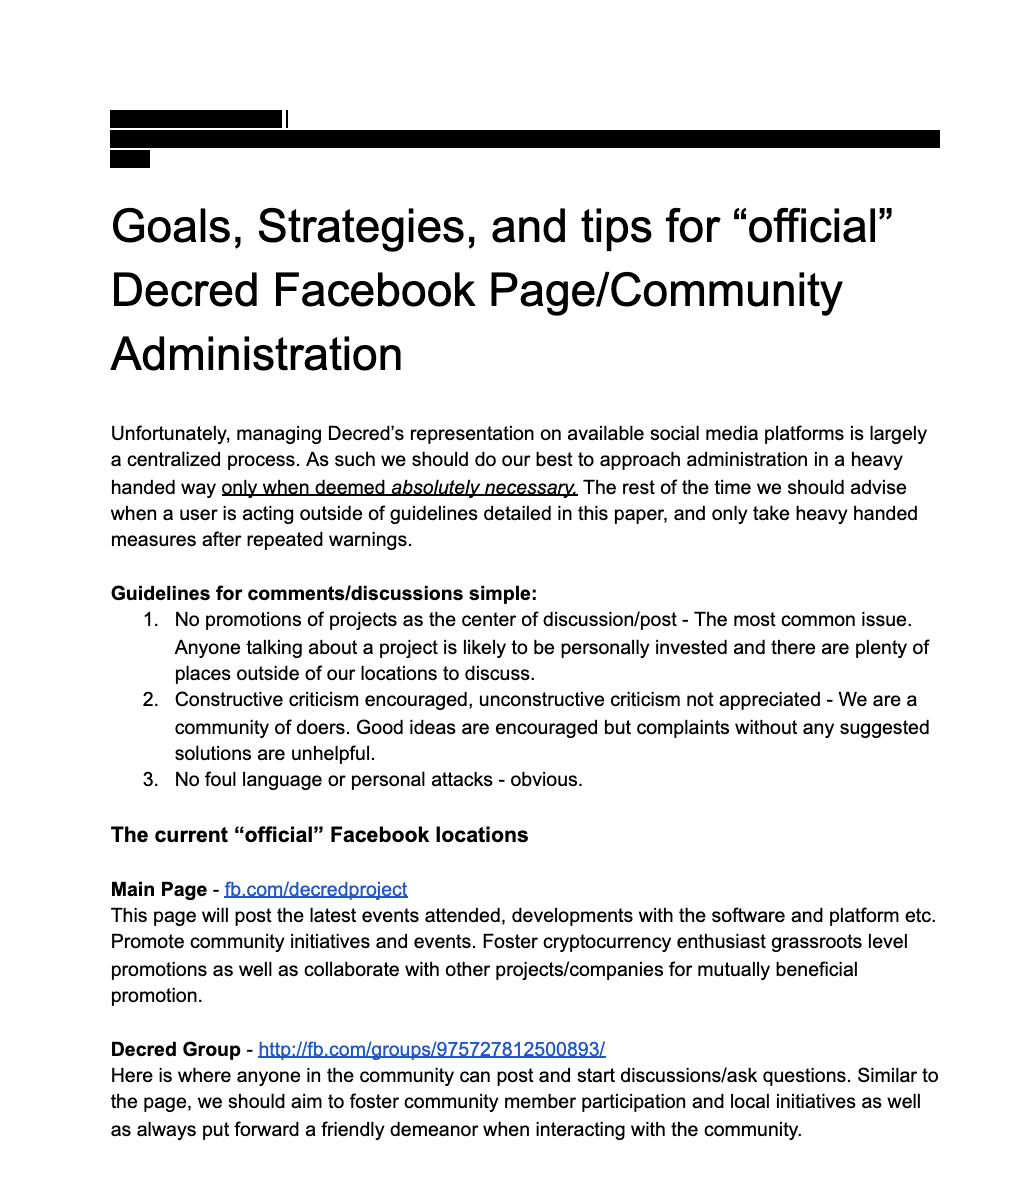 Goals, Strategies, and tips for “official”
Decred Facebook Page/Community
Administration
Unfortunately, managing Decred’s representation on available social media platforms is largely
a centralized process. As such we should do our best to approach administration in a heavy
handed way only when deemed absolutely necessary. The rest of the time we should advise
when a user is acting outside of guidelines detailed in this paper, and only take heavy handed
measures after repeated warnings.
Guidelines for comments/discussions simple:
1. No promotions of projects as the center of discussion/post - The most common issue.
Anyone talking about a project is likely to be personally invested and there are plenty of
places outside of our locations to discuss.
2. Constructive criticism encouraged, unconstructive criticism not appreciated - We are a
community of doers. Good ideas are encouraged but complaints without any suggested
solutions are unhelpful.
3. No foul language or personal attacks - obvious.
The current “official” Facebook locations
Main Page - fb.com/decredproject
This page will post the latest events attended, developments with the software and platform etc.
Promote community initiatives and events. Foster cryptocurrency enthusiast grassroots level
promotions as well as collaborate with other projects/companies for mutually beneficial
promotion.
Decred Group - http://fb.com/groups/975727812500893/
Here is where anyone in the community can post and start discussions/ask questions. Similar to
the page, we should aim to foster community member participation and local initiatives as well
as always put forward a friendly demeanor when interacting with the community.